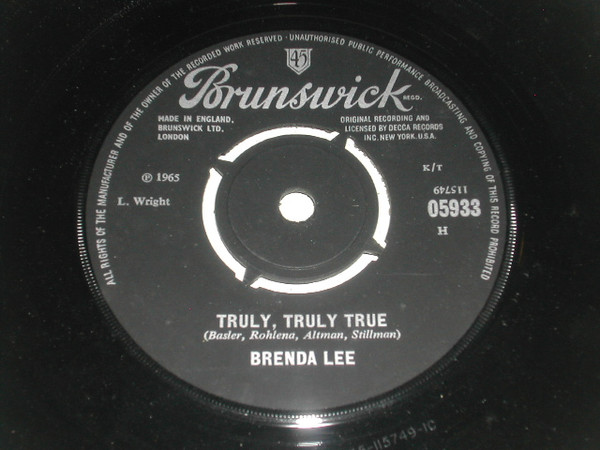 ALL RIGHTS OF THE MANUFACTURER AND OF THE OWNER OF THE RECORDED WORK RESERVED · UNAUTHORISED PUBLIC PERFORMANCE BROADCASTING AND COPYING OF THIS RECORD PROHIBITED
45
Brunswick
REGD.
MADE IN ENGLAND,
BRUNSWICK LTD.
LONDON
ORIGINAL RECORDING AND
LICENSED BY DECCA RECORDS
INC. NEW YORK, U.S.A.
K/T
℗ 1965
115749
L. Wright
05933
H
TRULY, TRULY TRUE
(Basler, Rohlena, Altman, Stillman)
BRENDA LEE
-115749-1C